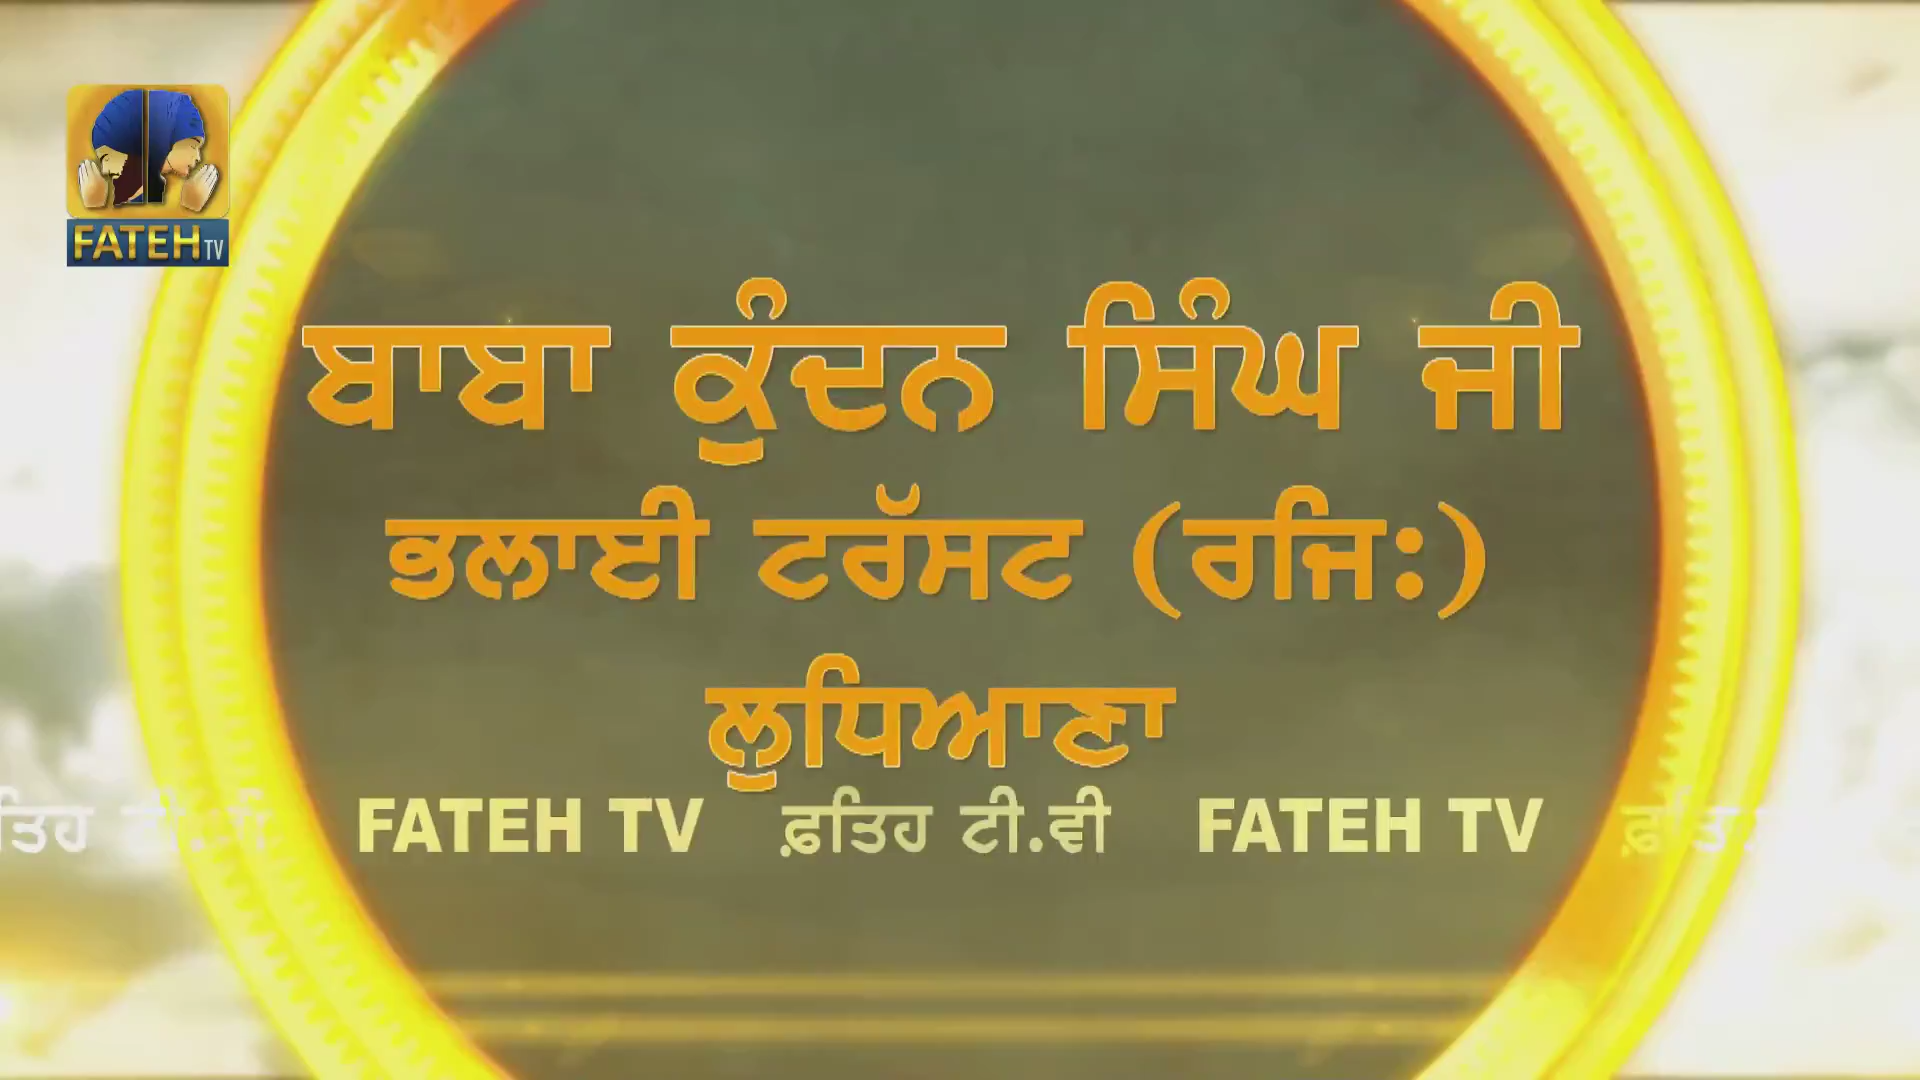 FATEH TV
ਬਾਬਾ ਕੁੰਦਨ ਸਿੰਘ ਜੀ
ਭਲਾਈ ਟਰੱਸਟ (ਰਜਿ:)
ਲੁਧਿਆਣਾ
FATEH TV ਫ਼ਤਿਹ ਟੀ.ਵੀ FATEH TV